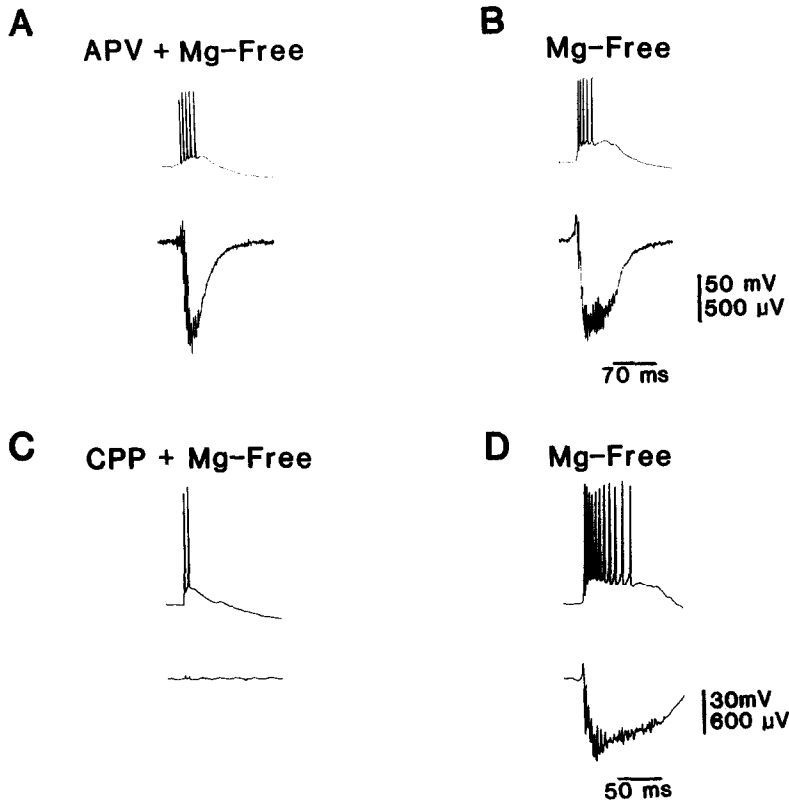 A
APV + Mg-Free
B
Mg-Free
50 mV
500 µV
70 ms
C
CPP + Mg-Free
D
Mg-Free
30mV
600 µV
50 ms